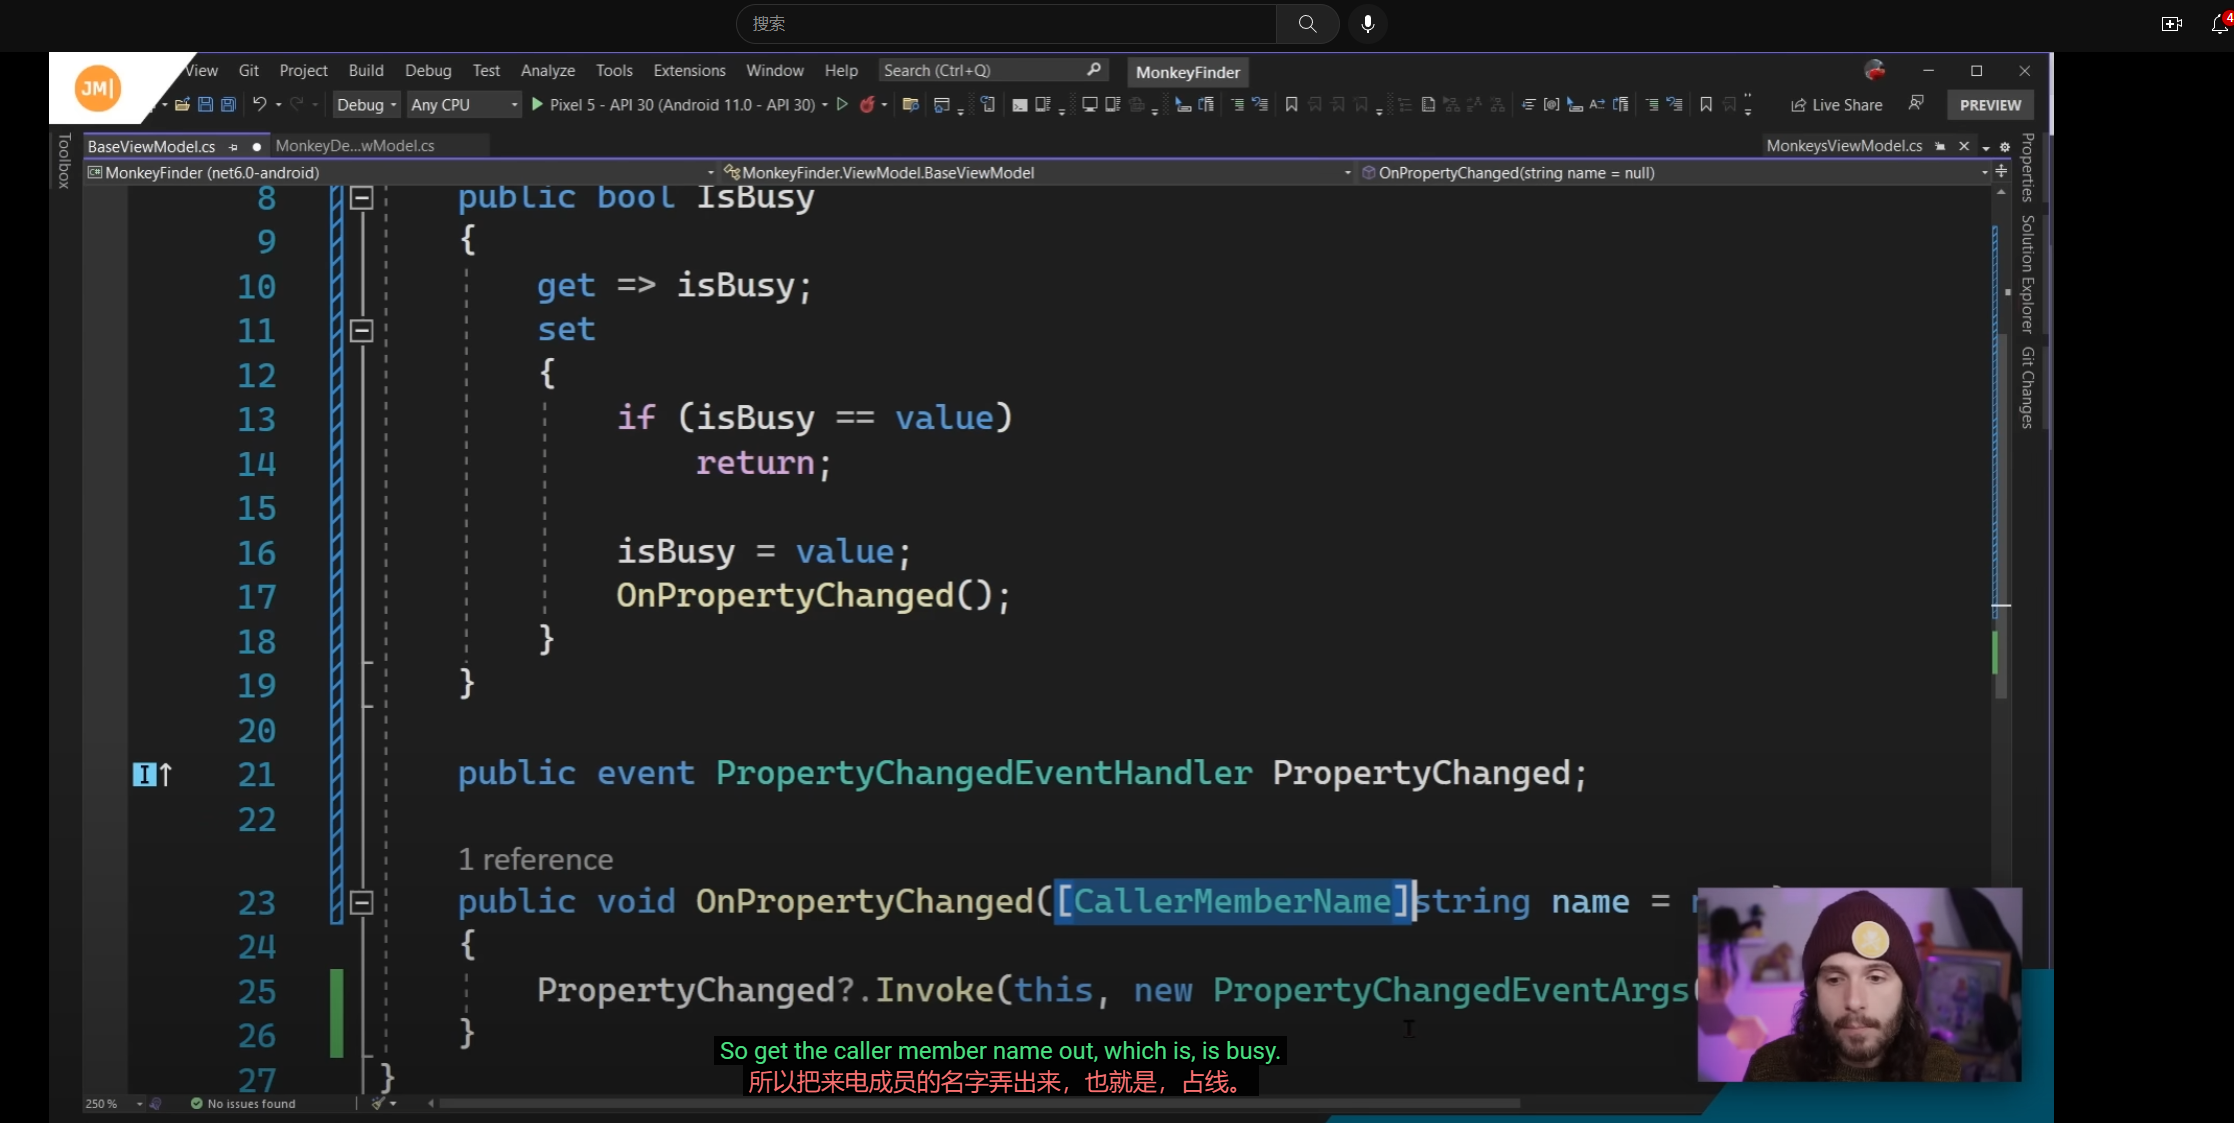 搜索
4
JM|
View Git Project Build Debug Test Analyze Tools Extensions Window Help Search (Ctrl+Q) MonkeyFinder
Debug Any CPU Pixel 5 - API 30 (Android 11.0 - API 30) Live Share PREVIEW
Toolbox
BaseViewModel.cs MonkeyDe...wModel.cs MonkeysViewModel.cs
MonkeyFinder (net6.0-android) MonkeyFinder.ViewModel.BaseViewModel OnPropertyChanged(string name = null)
Properties
Solution Explorer
Git Changes
8 public bool IsBusy
9 {
10 get => isBusy;
11 set
12 {
13 if (isBusy == value)
14 return;
15
16 isBusy = value;
17 OnPropertyChanged();
18 }
19 }
20
21 public event PropertyChangedEventHandler PropertyChanged;
22
1 reference
23 public void OnPropertyChanged([CallerMemberName]string name =
24 {
25 PropertyChanged?.Invoke(this, new PropertyChangedEventArgs(
26 }
27 }
So get the caller member name out, which is, is busy.
所以把来电成员的名字弄出来，也就是，占线。
250 % No issues found